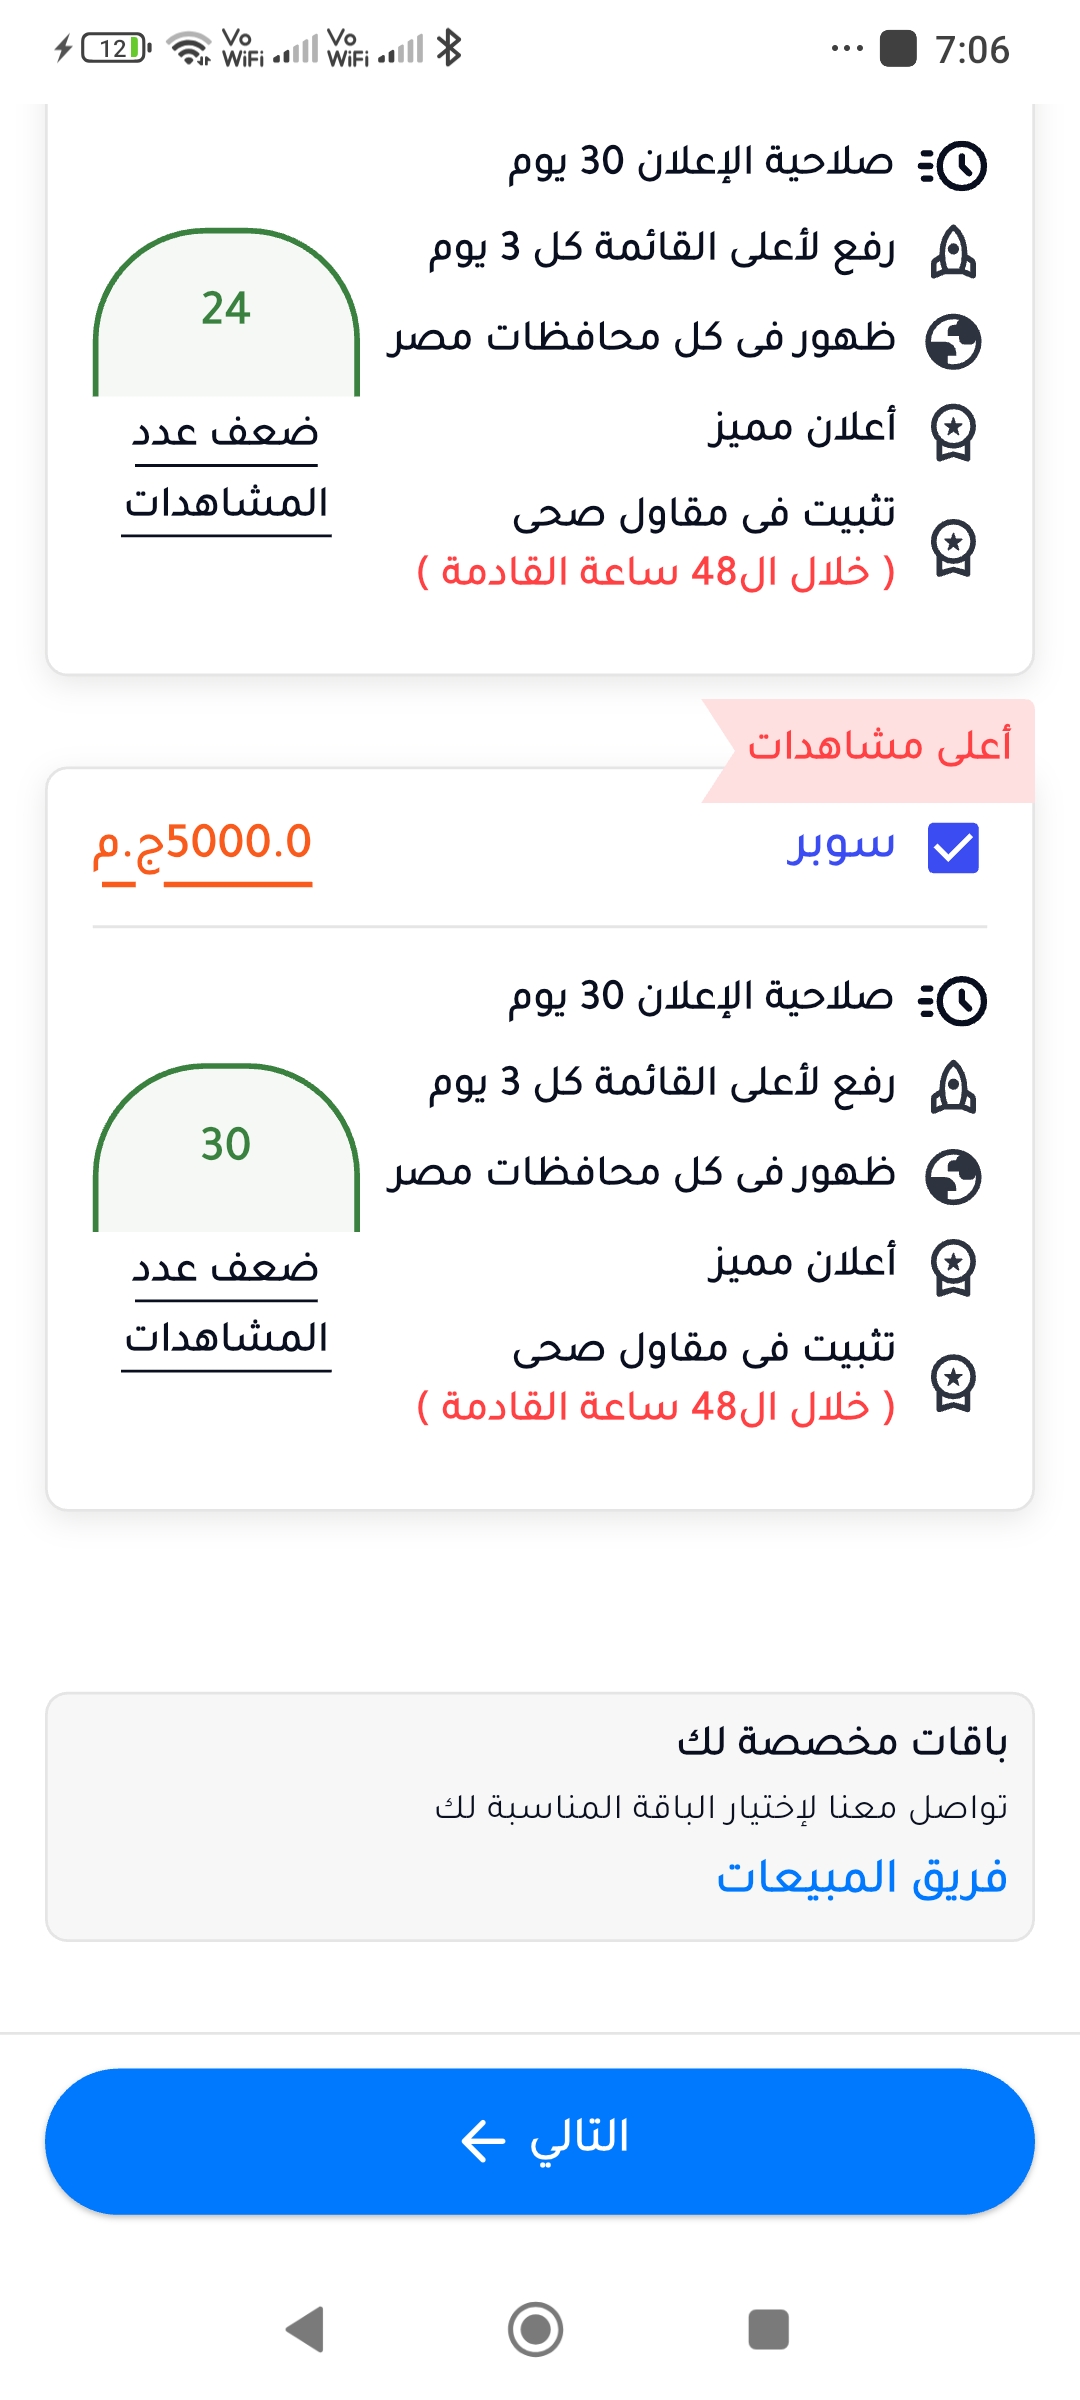 12 Vo WiFi Vo WiFi ... 7:06
صلاحية الإعلان 30 يوم
رفع لأعلى القائمة كل 3 يوم
ظهور فى كل محافظات مصر
أعلان مميز
تثبيت فى مقاول صحى
( خلال ال48 ساعة القادمة )
24
ضعف عدد
المشاهدات
أعلى مشاهدات
سوبر
5000.0ج.م
صلاحية الإعلان 30 يوم
رفع لأعلى القائمة كل 3 يوم
ظهور فى كل محافظات مصر
أعلان مميز
تثبيت فى مقاول صحى
( خلال ال48 ساعة القادمة )
30
ضعف عدد
المشاهدات
باقات مخصصة لك
تواصل معنا لإختيار الباقة المناسبة لك
فريق المبيعات
التالي